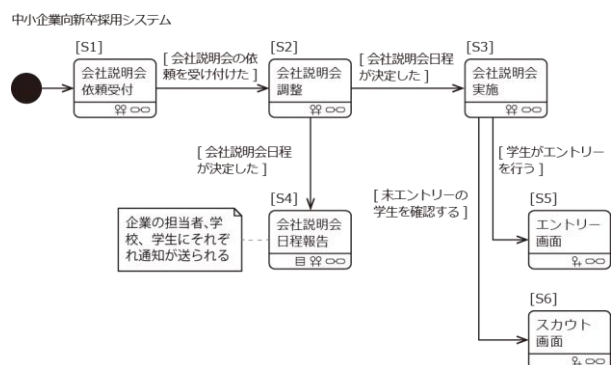 中小企業向新卒採用システム
[S1]
会社説明会
依頼受付
[ 会社説明会の依
頼を受け付けた ]
[S2]
会社説明会
調整
[ 会社説明会日程
が決定した ]
[S3]
会社説明会
実施
[ 会社説明会日程
が決定した ]
[S4]
会社説明会
日程報告
企業の担当者、学
校、学生にそれぞ
れ通知が送られる
[ 未エントリーの
学生を確認する ]
[ 学生がエントリー
を行う ]
[S5]
エントリー
画面
[S6]
スカウト
画面